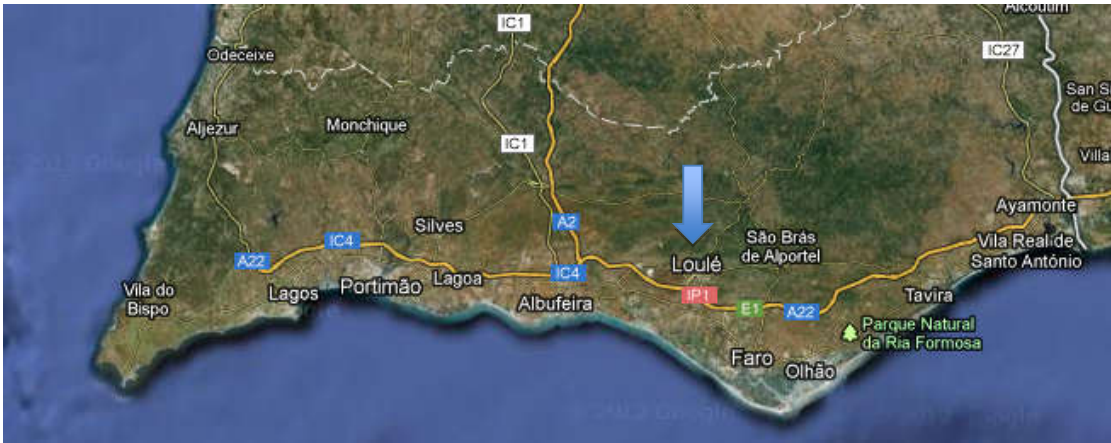 Alcoutim
IC1
Odeceixe
IC27
San S
de Gu
Aljezur
Monchique
IC1
Villa
Ayamonte
Silves
A2
São Brás
de Alportel
Vila Real de
Santo António
IC4
A22
Loulé
IC4
Lagoa
Portimão
Lagos
Vila do
Bispo
Albufeira
IP1
E1
A22
Tavira
Parque Natural
da Ria Formosa
Faro
Olhão